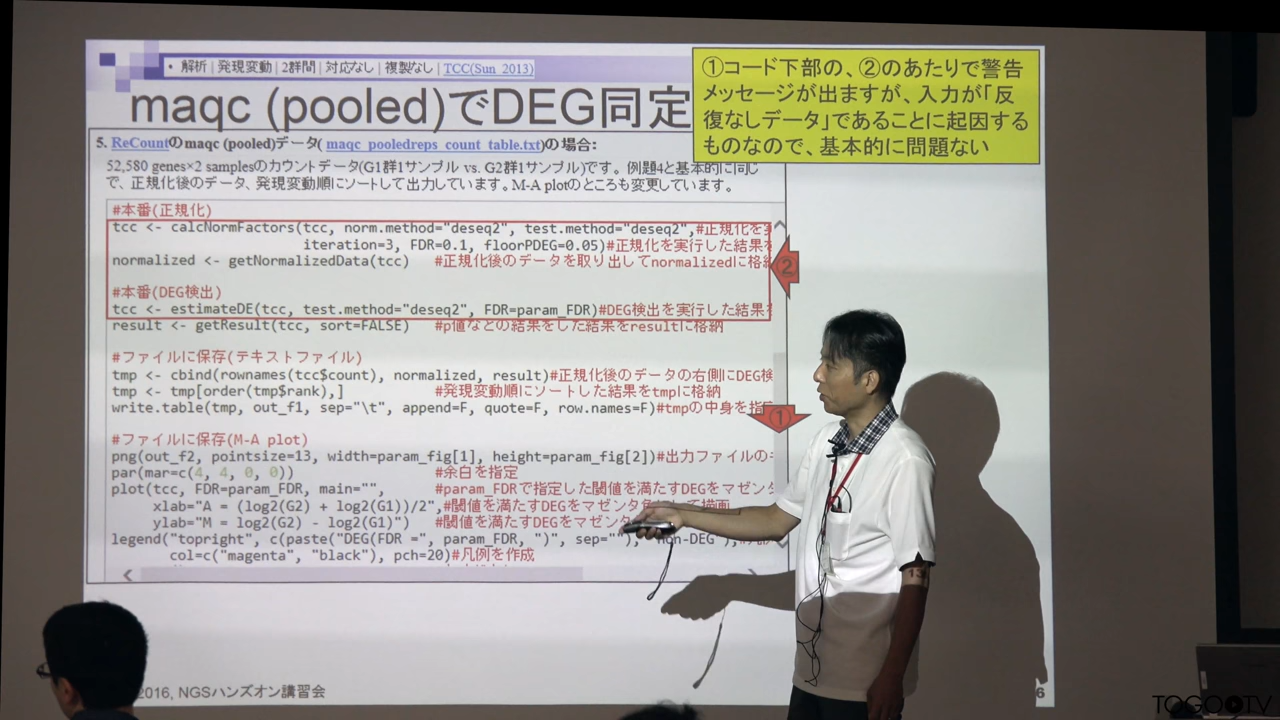 • 解析 | 発現変動 | 2群間 | 対応なし | 複製なし | TCC(Sun_2013)
maqc (pooled)でDEG同定
①コード下部の、②のあたりで警告
メッセージが出ますが、入力が「反
復なしデータ」であることに起因する
ものなので、基本的に問題ない
5. ReCountのmaqc (pooled)データ(maqc_pooledreps_count_table.txt)の場合:
52,580 genes×2 samplesのカウントデータ(G1群1サンプル vs. G2群1サンプル)です。例題4と基本的に同じ
で、正規化後のデータ、発現変動順にソートして出力しています。M-A plotのところも変更しています。
#本番(正規化)
tcc <- calcNormFactors(tcc, norm.method="deseq2", test.method="deseq2",#正規化を
iteration=3, FDR=0.1, floorPDEG=0.05)#正規化を実行した結果を
normalized <- getNormalizedData(tcc) #正規化後のデータを取り出してnormalizedに格
②
#本番(DEG検出)
tcc <- estimateDE(tcc, test.method="deseq2", FDR=param_FDR)#DEG検出を実行した結果を
result <- getResult(tcc, sort=FALSE) #p値などの結果をした結果をresultに格納
#ファイルに保存(テキストファイル)
tmp <- cbind(rownames(tcc$count), normalized, result)#正規化後のデータの右側にDEG検
tmp <- tmp[order(tmp$rank),] #発現変動順にソートした結果をtmpに格納
write.table(tmp, out_f1, sep="\t", append=F, quote=F, row.names=F)#tmpの中身を指
①
#ファイルに保存(M-A plot)
png(out_f2, pointsize=13, width=param_fig[1], height=param_fig[2])#出力ファイルの
par(mar=c(4, 4, 0, 0)) #余白を指定
plot(tcc, FDR=param_FDR, main="", #param_FDRで指定した閾値を満たすDEGをマゼン
xlab="A = (log2(G2) + log2(G1))/2",#閾値を満たすDEGをマゼンタ色にして描画
ylab="M = log2(G2) - log2(G1)") #閾値を満たすDEGをマゼンタ
legend("topright", c(paste("DEG(FDR =", param_FDR, ")", sep=""), "non-DEG"),
col=c("magenta", "black"), pch=20)#凡例を作成
2016, NGSハンズオン講習会
6
TOGOTV